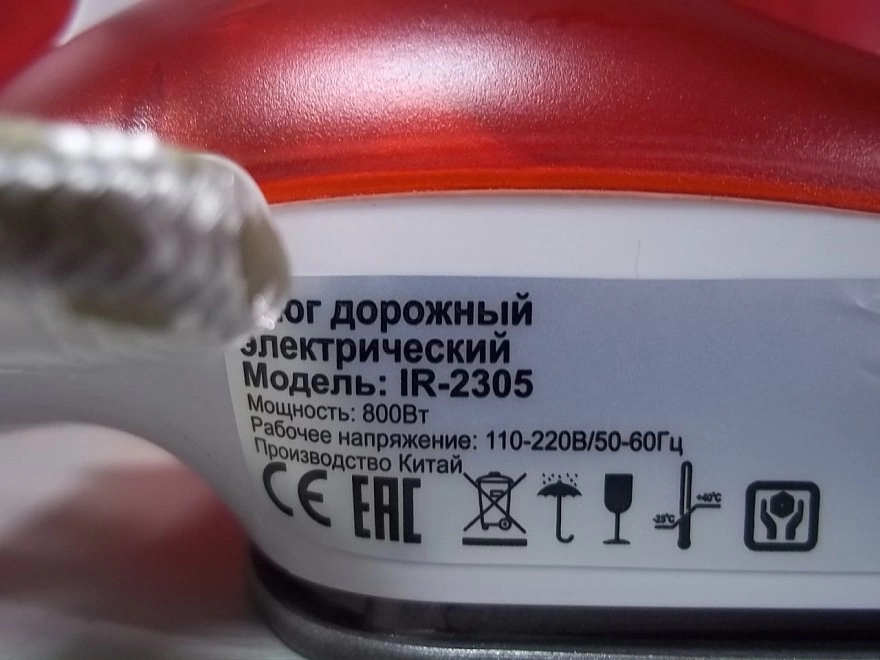 дорожный
электрический
Модель: IR-2305
Мощность: 800Вт
Рабочее напряжение: 110-220В/50-60Гц
Производство Китай
CE EAC -25°C +40°C